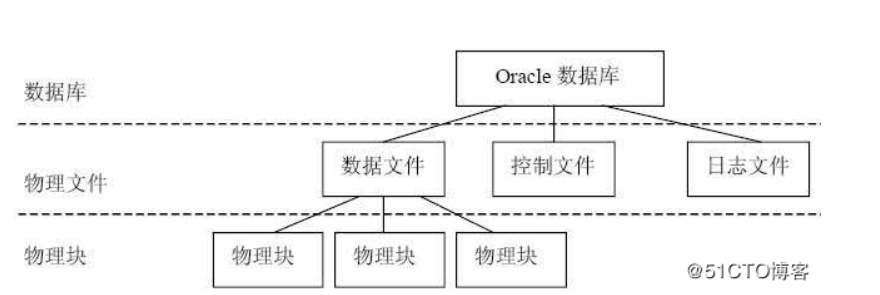 数据库
Oracle 数据库
物理文件
数据文件
控制文件
日志文件
物理块
物理块
物理块
物理块
@51CTO博客